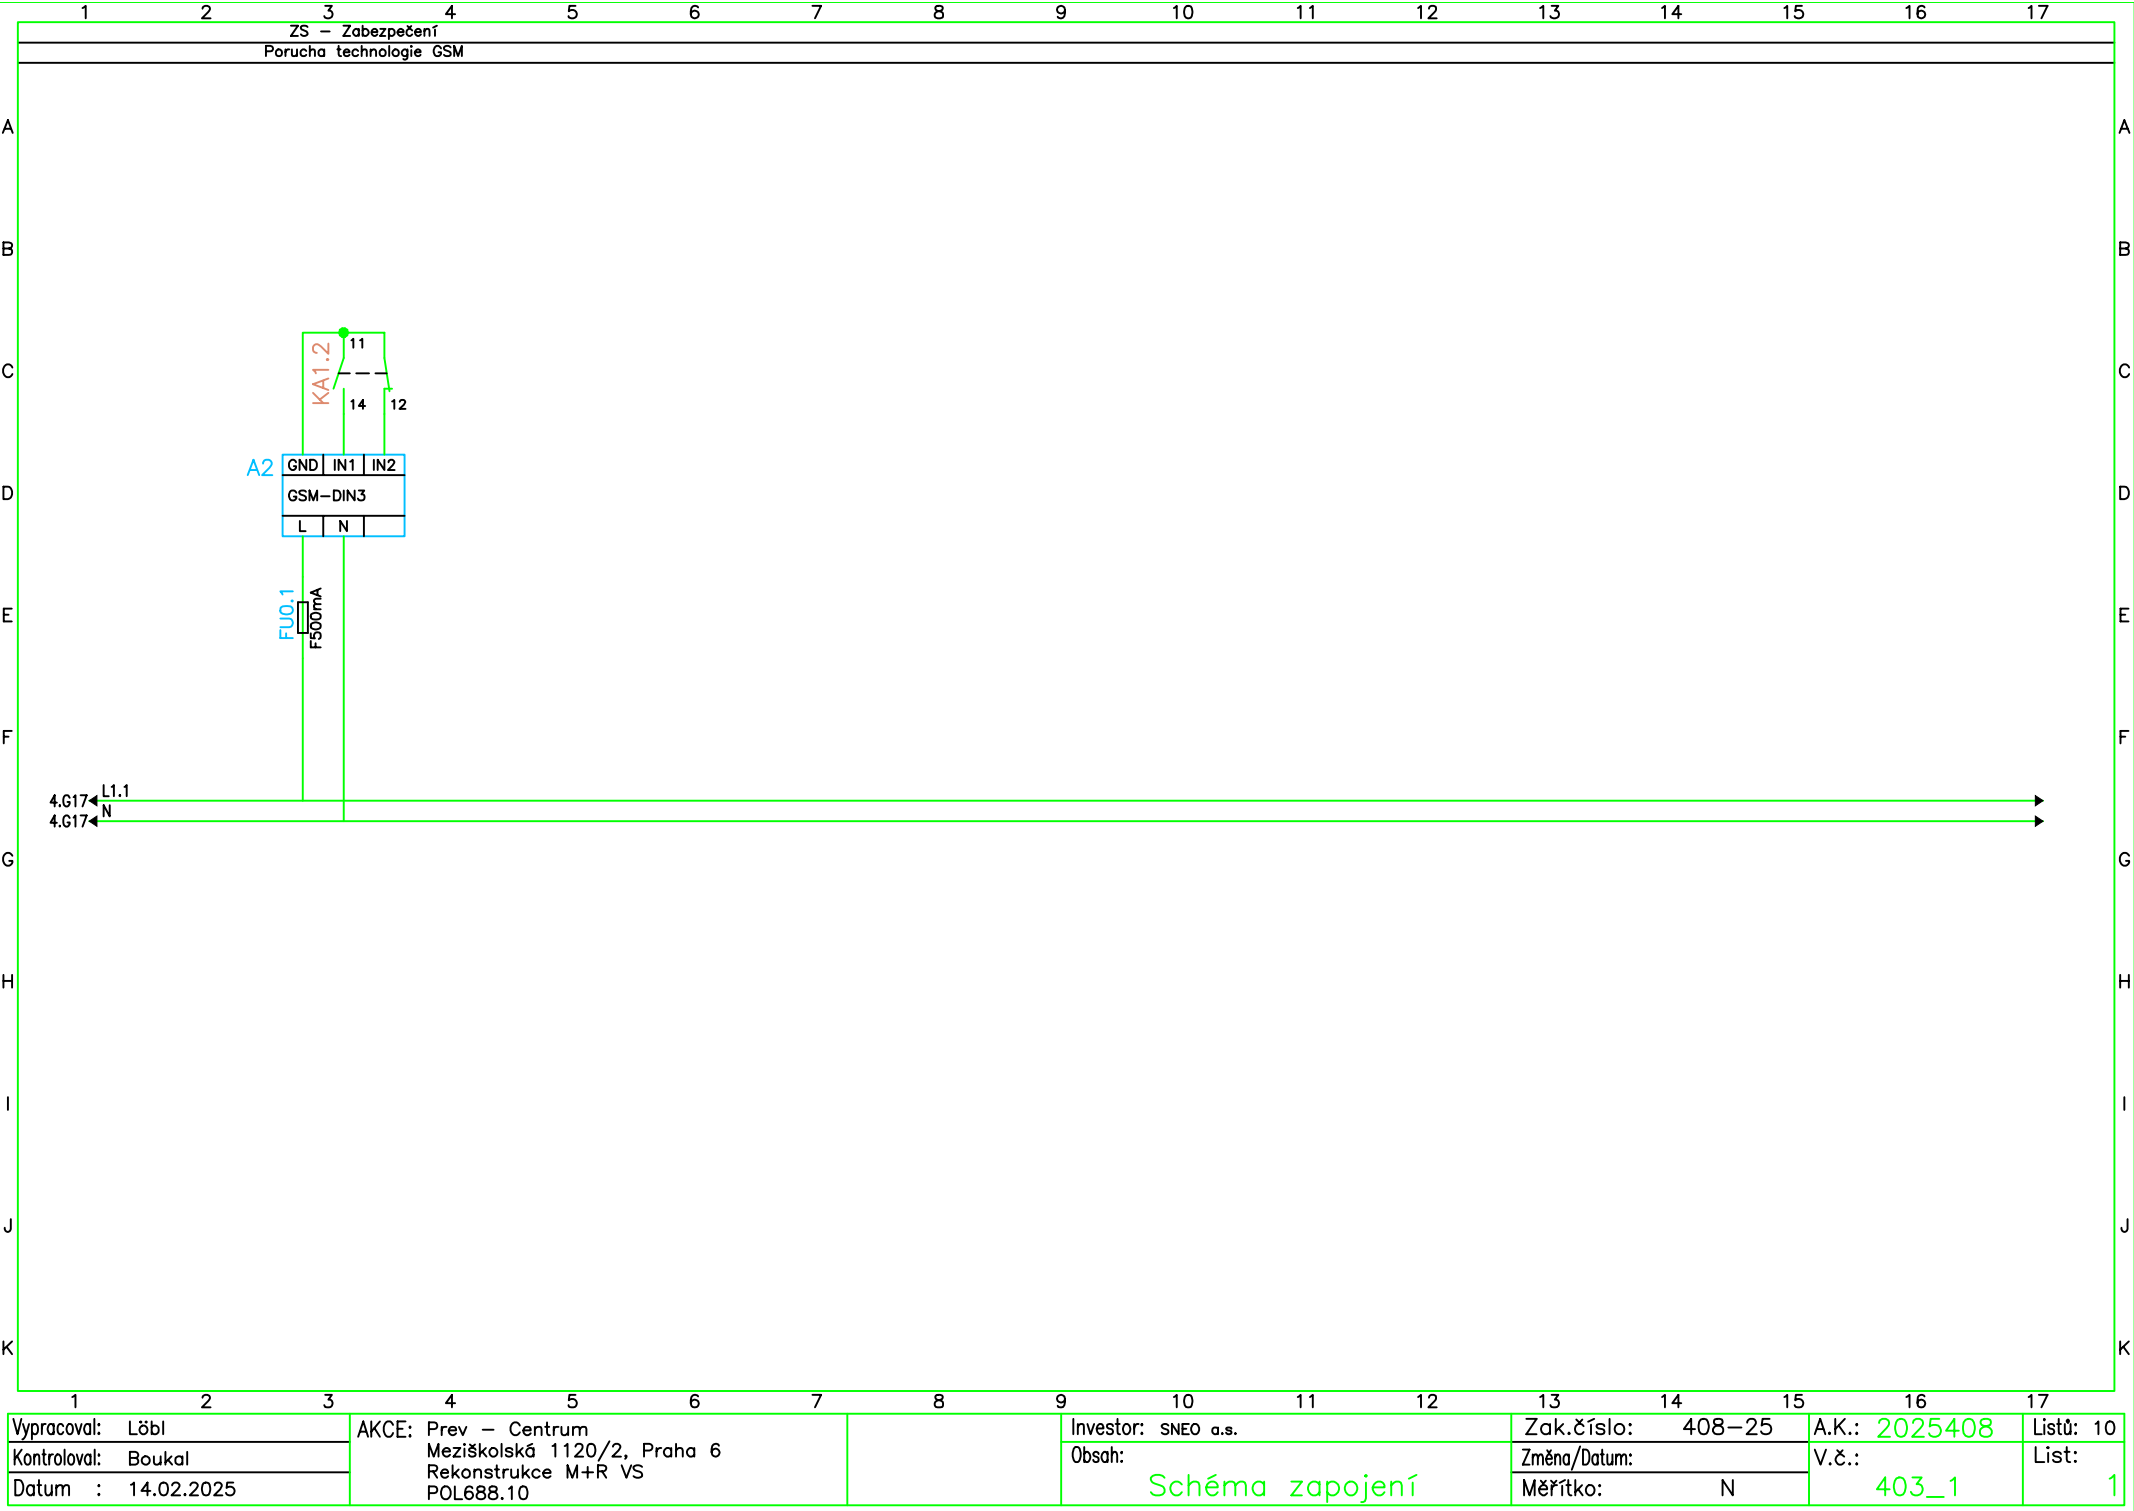 1 2 3 4 5 6 7 8 9 10 11 12 13 14 15 16 17
ZS – Zabezpečení
Porucha technologie GSM
A A
B B
11
KA1.2
C C
14 12
A2 GND IN1 IN2
D GSM–DIN3 D
L N
FU0.1
F500mA
E E
F F
L1.1
4.G17
N
4.G17
G G
H H
I I
J J
K K
1 2 3 4 5 6 7 8 9 10 11 12 13 14 15 16 17
Vypracoval: Löbl
Kontroloval: Boukal
Datum : 14.02.2025
AKCE: Prev – Centrum
Meziškolská 1120/2, Praha 6
Rekonstrukce M+R VS
POL688.10
Investor: SNEO a.s.
Obsah:
Schéma zapojení
Zak.číslo: 408–25
Změna/Datum:
Měřítko: N
A.K.: 2025408
V.č.:
403_1
Listů: 10
List:
1